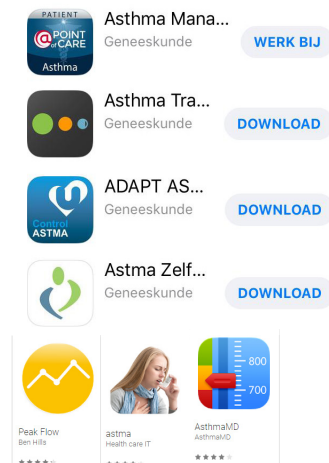 PATIENT
@POINT
OF CARE
Asthma
Asthma Mana...
Geneeskunde
WERK BIJ
Asthma Tra...
Geneeskunde
DOWNLOAD
Control
ASTMA
ADAPT AS...
Geneeskunde
DOWNLOAD
Astma Zelf...
Geneeskunde
DOWNLOAD
800
700
Peak Flow
Ben Hills
astma
Health care IT
AsthmaMD
AsthmaMD